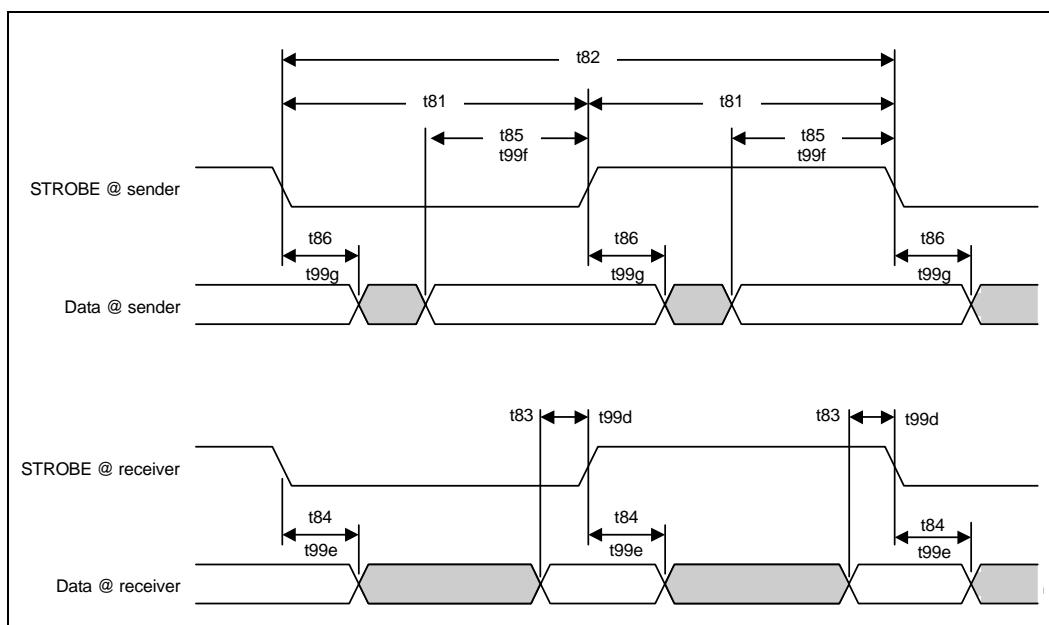 t82
t81 t81
t85 t85
t99f t99f
STROBE @ sender
t86 t86 t86
t99g t99g t99g
Data @ sender
t83 t99d t83 t99d
STROBE @ receiver
t84 t84 t84
t99e t99e t99e
Data @ receiver